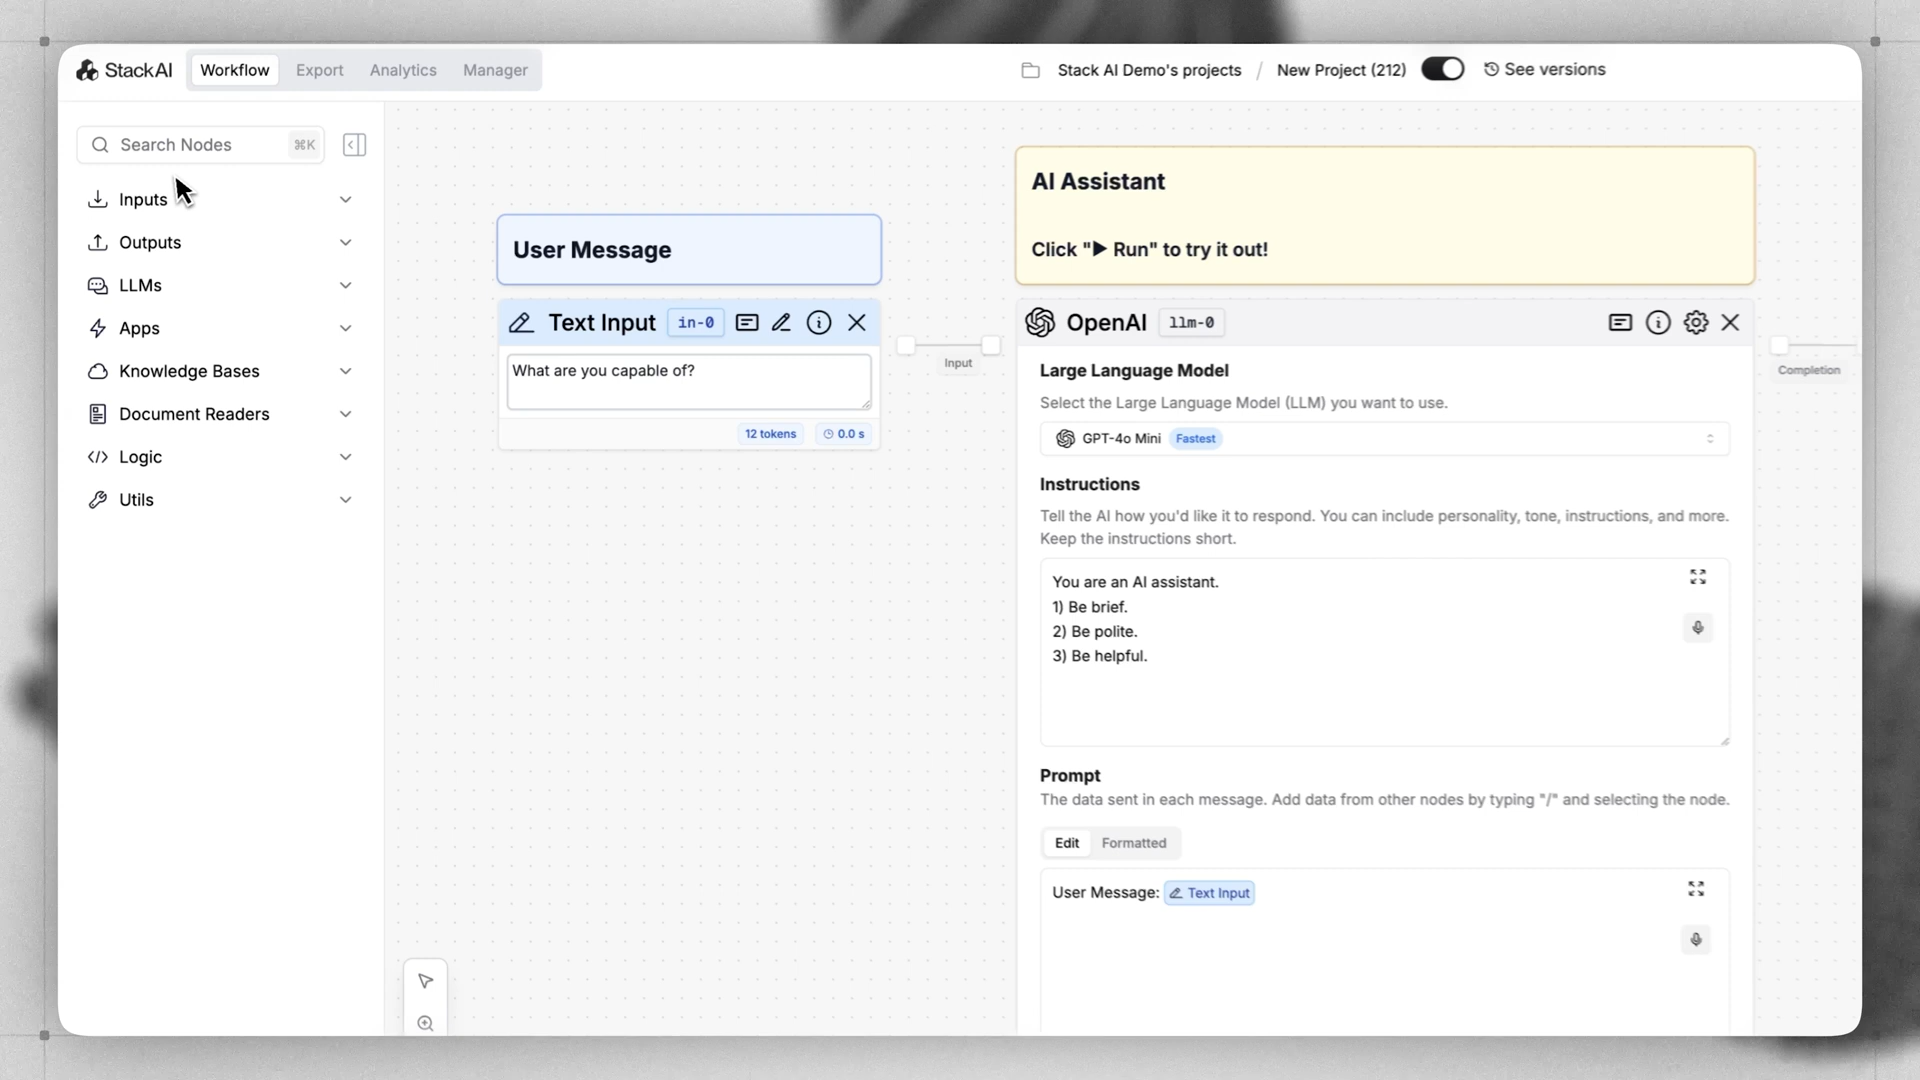 StackAI
Workflow
Export
Analytics
Manager
Stack AI Demo's projects / New Project (212)
See versions
Search Nodes
⌘K
Inputs
Outputs
LLMs
Apps
Knowledge Bases
Document Readers
Logic
Utils
User Message
Text Input
in-0
What are you capable of?
12 tokens
0.0 s
Input
AI Assistant
Click "▶ Run" to try it out!
OpenAI
llm-0
Large Language Model
Select the Large Language Model (LLM) you want to use.
GPT-4o Mini
Fastest
Instructions
Tell the AI how you'd like it to respond. You can include personality, tone, instructions, and more.
Keep the instructions short.
You are an AI assistant.
1) Be brief.
2) Be polite.
3) Be helpful.
Prompt
The data sent in each message. Add data from other nodes by typing "/" and selecting the node.
Edit
Formatted
User Message: Text Input
Completion